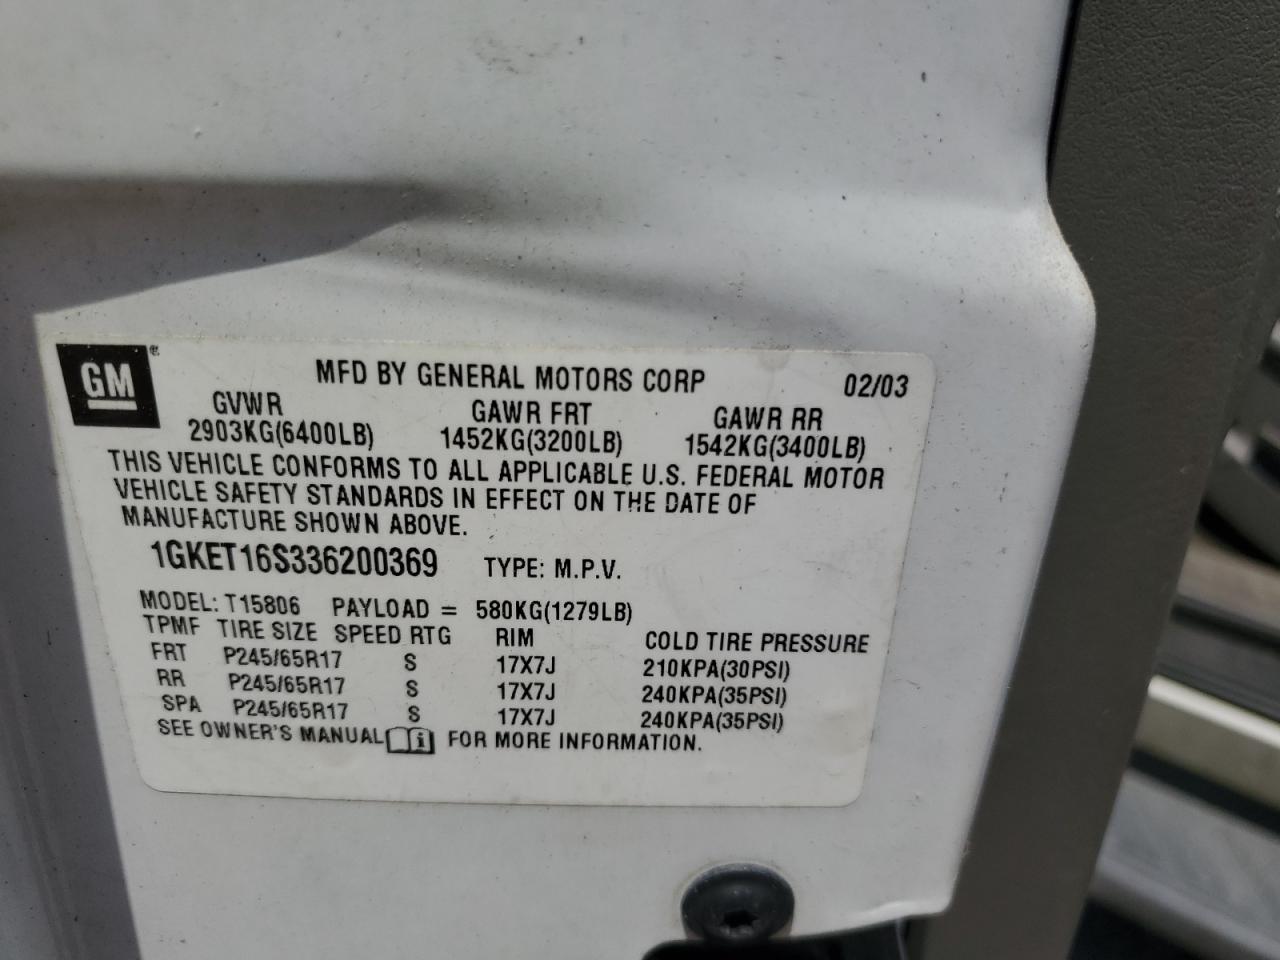 GM®
MFD BY GENERAL MOTORS CORP 02/03
GVWR GAWR FRT GAWR RR
2903KG(6400LB) 1452KG(3200LB) 1542KG(3400LB)
THIS VEHICLE CONFORMS TO ALL APPLICABLE U.S. FEDERAL MOTOR
VEHICLE SAFETY STANDARDS IN EFFECT ON THE DATE OF
MANUFACTURE SHOWN ABOVE.
1GKET16S336200369 TYPE: M.P.V.
MODEL: T15806 PAYLOAD = 580KG(1279LB)
TPMF TIRE SIZE SPEED RTG RIM COLD TIRE PRESSURE
FRT P245/65R17 S 17X7J 210KPA(30PSI)
RR P245/65R17 S 17X7J 240KPA(35PSI)
SPA P245/65R17 S 17X7J 240KPA(35PSI)
SEE OWNER'S MANUAL i FOR MORE INFORMATION.